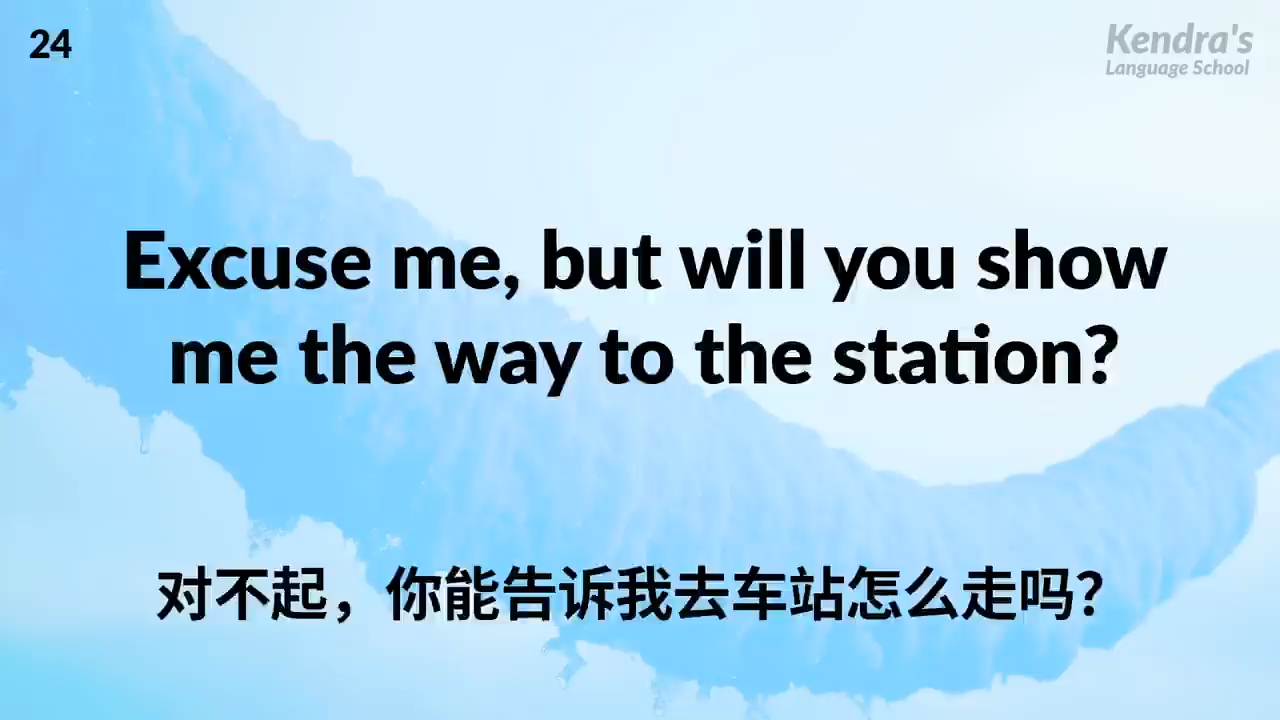 24
Kendra's
Language School
Excuse me, but will you show
me the way to the station?
对不起，你能告诉我去车站怎么走吗？